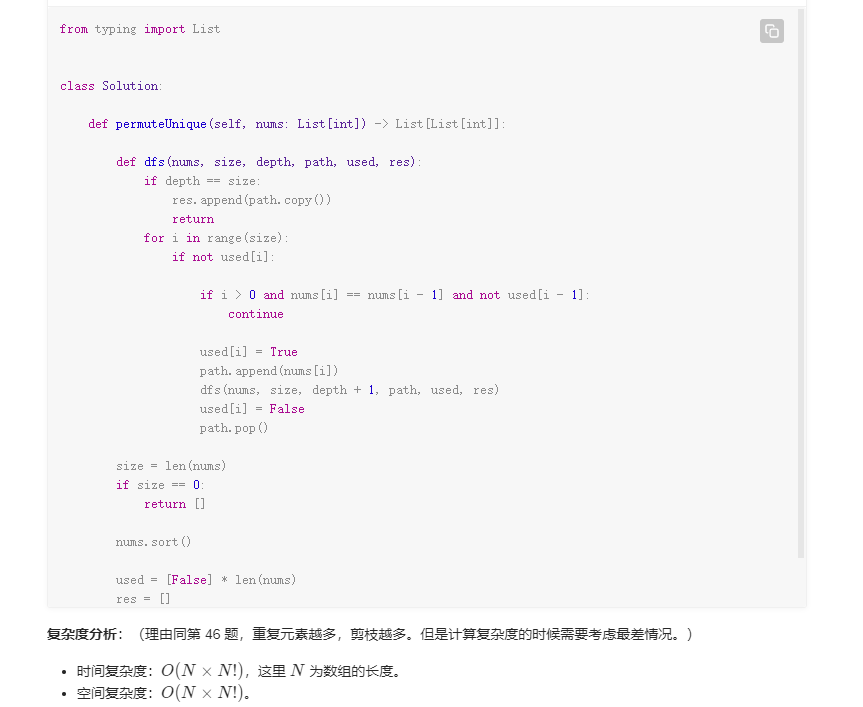 from typing import List
class Solution:
def permuteUnique(self, nums: List[int]) -> List[List[int]]:
def dfs(nums, size, depth, path, used, res):
if depth == size:
res.append(path.copy())
return
for i in range(size):
if not used[i]:
if i > 0 and nums[i] == nums[i - 1] and not used[i - 1]:
continue
used[i] = True
path.append(nums[i])
dfs(nums, size, depth + 1, path, used, res)
used[i] = False
path.pop()
size = len(nums)
if size == 0:
return []
nums.sort()
used = [False] * len(nums)
res = []
复杂度分析：（理由同第 46 题，重复元素越多，剪枝越多。但是计算复杂度的时候需要考虑最差情况。）
• 时间复杂度：O(N × N!)，这里 N 为数组的长度。
• 空间复杂度：O(N × N!)。